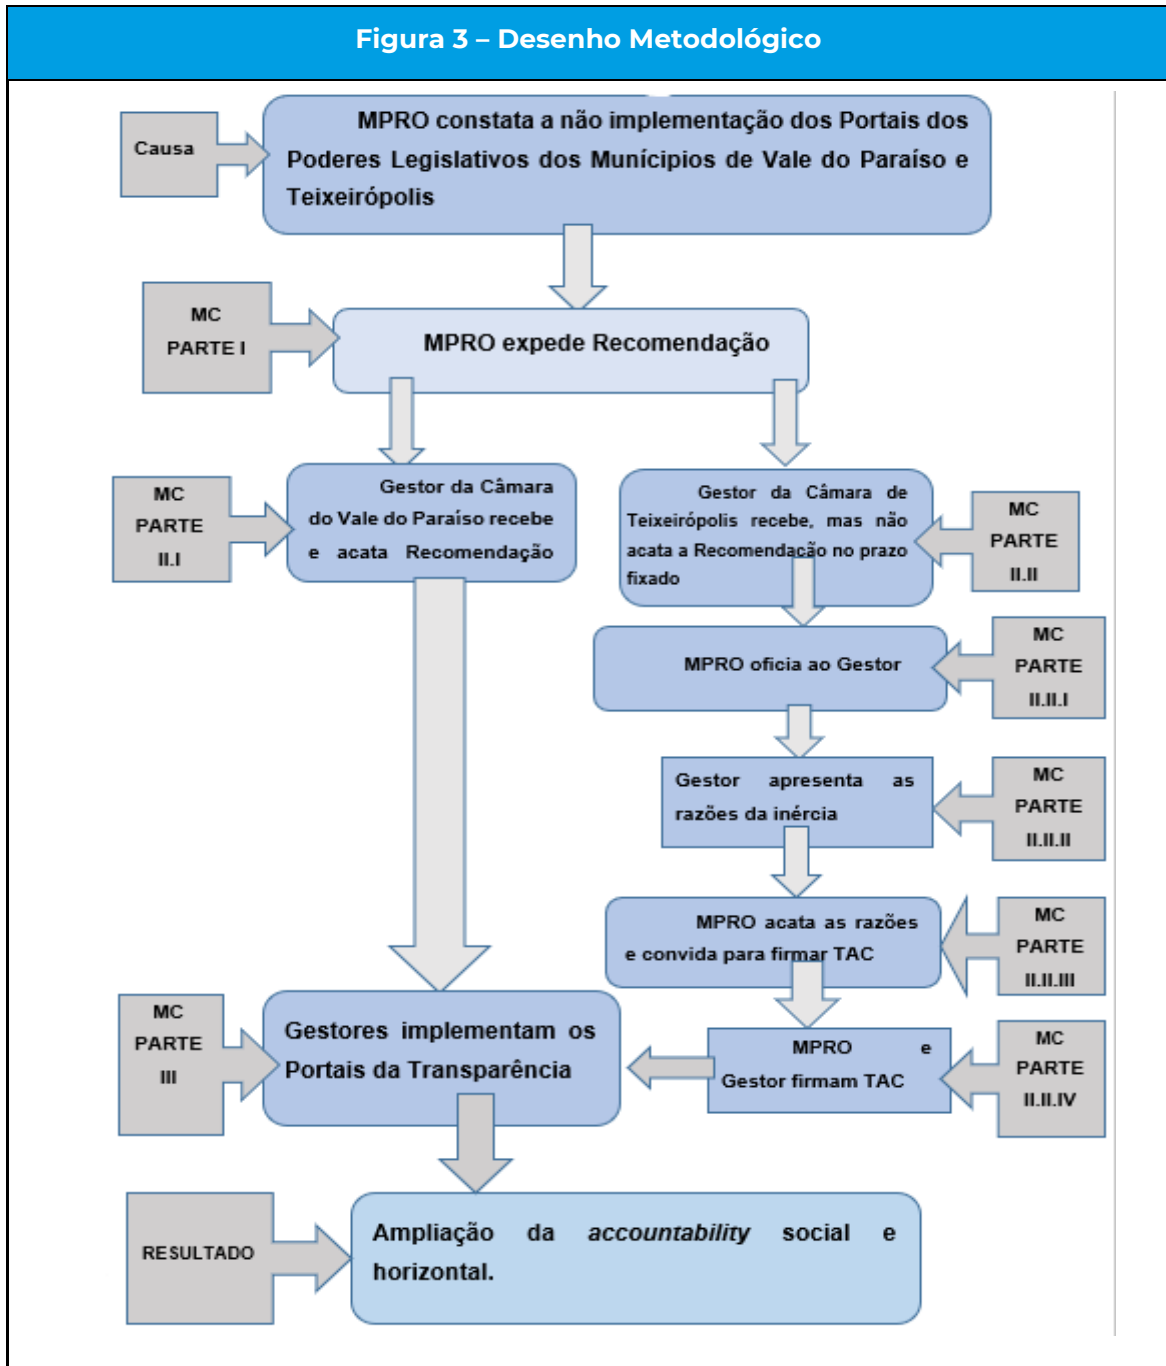 Figura 3 – Desenho Metodológico
Causa
MPRO constata a não implementação dos Portais dos
Poderes Legislativos dos Munícipios de Vale do Paraíso e
Teixeirópolis
MC
PARTE I
MPRO expede Recomendação
MC
PARTE
II.I
Gestor da Câmara
do Vale do Paraíso recebe
e acata Recomendação
Gestor da Câmara de
Teixeirópolis recebe, mas não
acata a Recomendação no prazo
fixado
MC
PARTE
II.II
MPRO oficia ao Gestor
MC
PARTE
II.II.I
Gestor apresenta as
razões da inércia
MC
PARTE
II.II.II
MPRO acata as razões
e convida para firmar TAC
MC
PARTE
II.II.III
MC
PARTE
III
Gestores implementam os
Portais da Transparência
MPRO e
Gestor firmam TAC
MC
PARTE
II.II.IV
RESULTADO
Ampliação da accountability social e
horizontal.